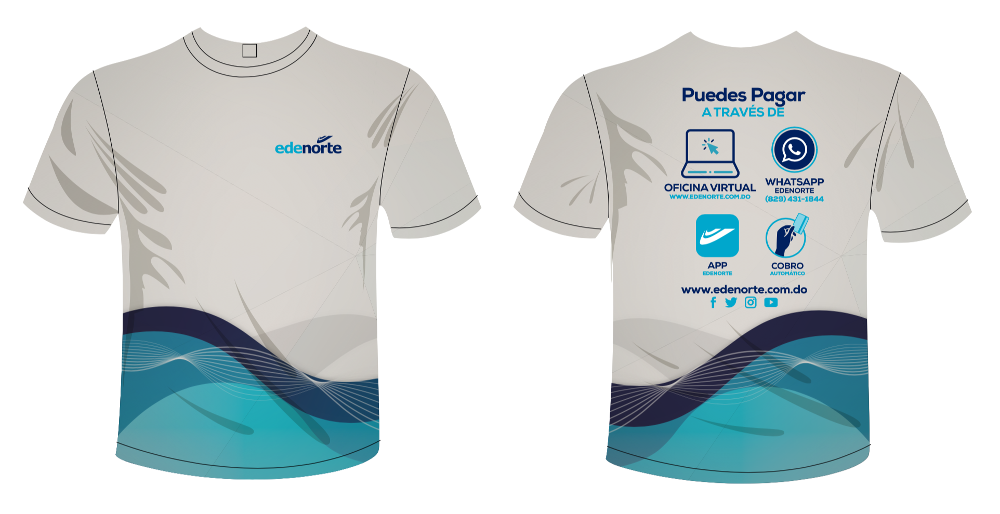 edenorte
Puedes Pagar
A TRAVÉS DE
OFICINA VIRTUAL
WWW.EDENORTE.COM.DO
WHATSAPP
EDENORTE
(829) 431-1844
APP
EDENORTE
COBRO
AUTOMÁTICO
www.edenorte.com.do